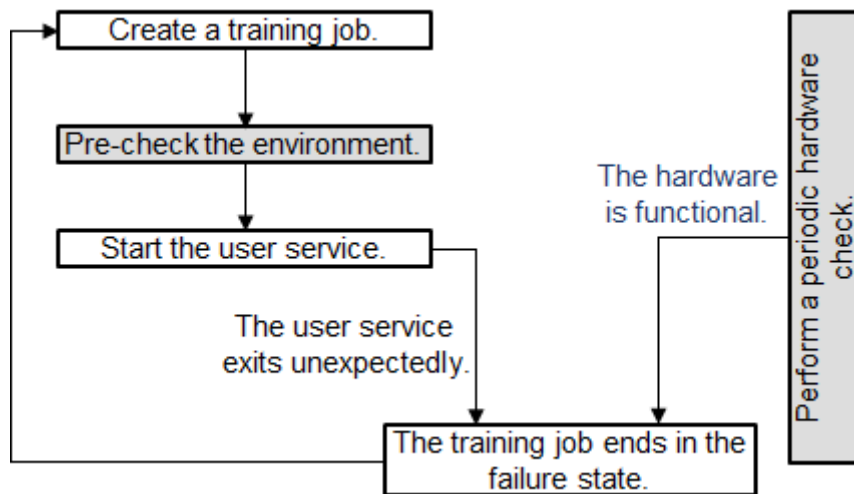 Create a training job.
Pre-check the environment.
Start the user service.
The user service
exits unexpectedly.
The hardware
is functional.
Perform a periodic hardware
check.
The training job ends in the
failure state.